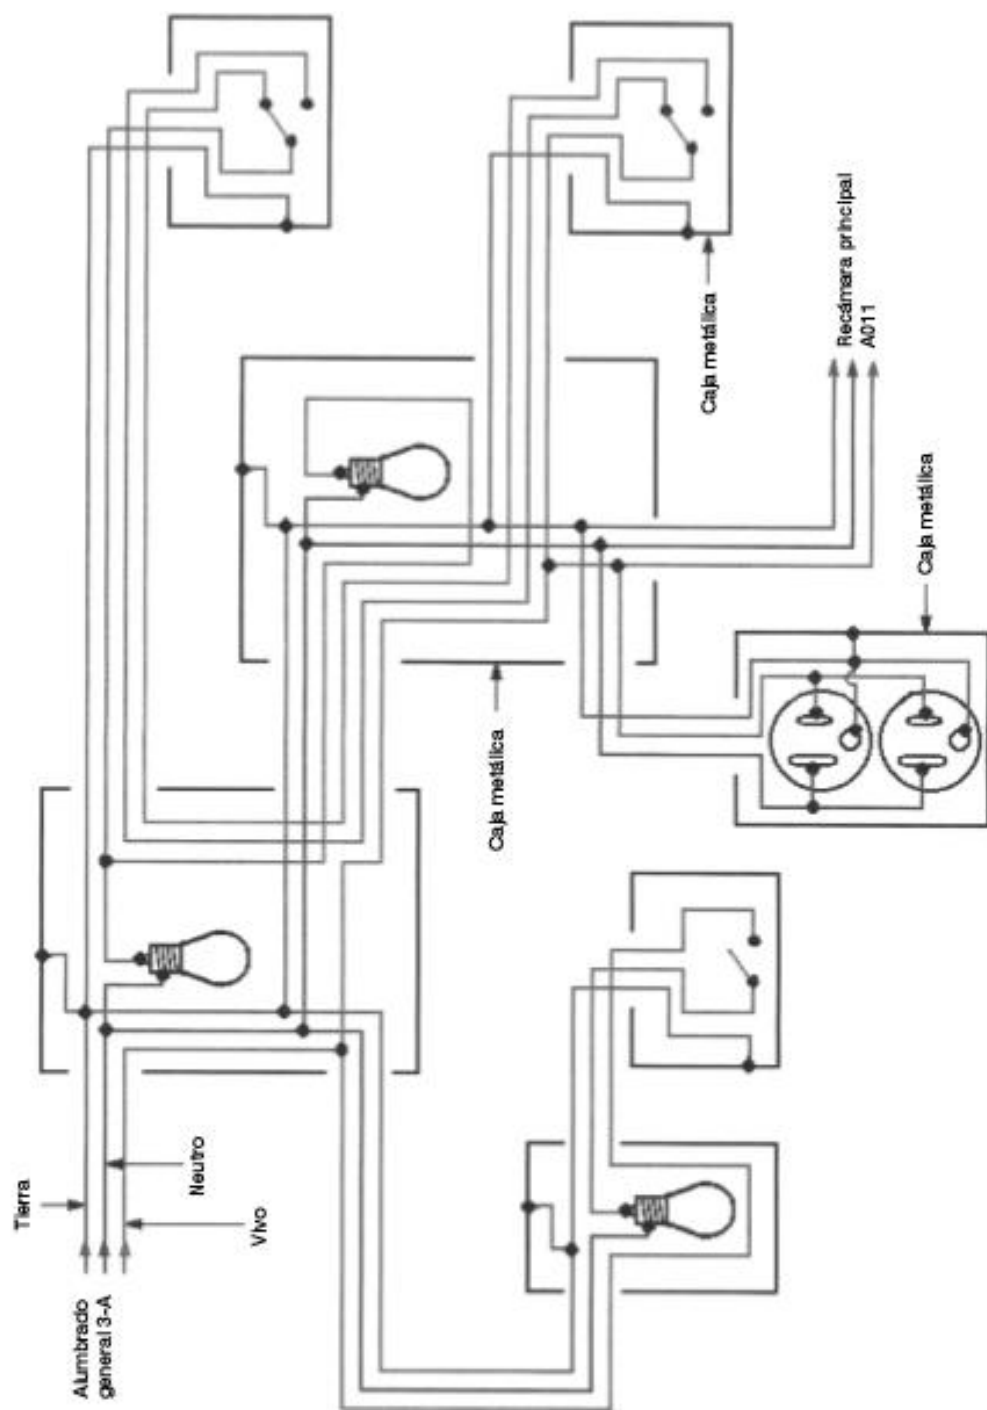 Alumbrado
general 3-A
Tierra
Neutro
Vivo
Caja metálica
Caja metálica
Recámara principal
A011
Caja metálica